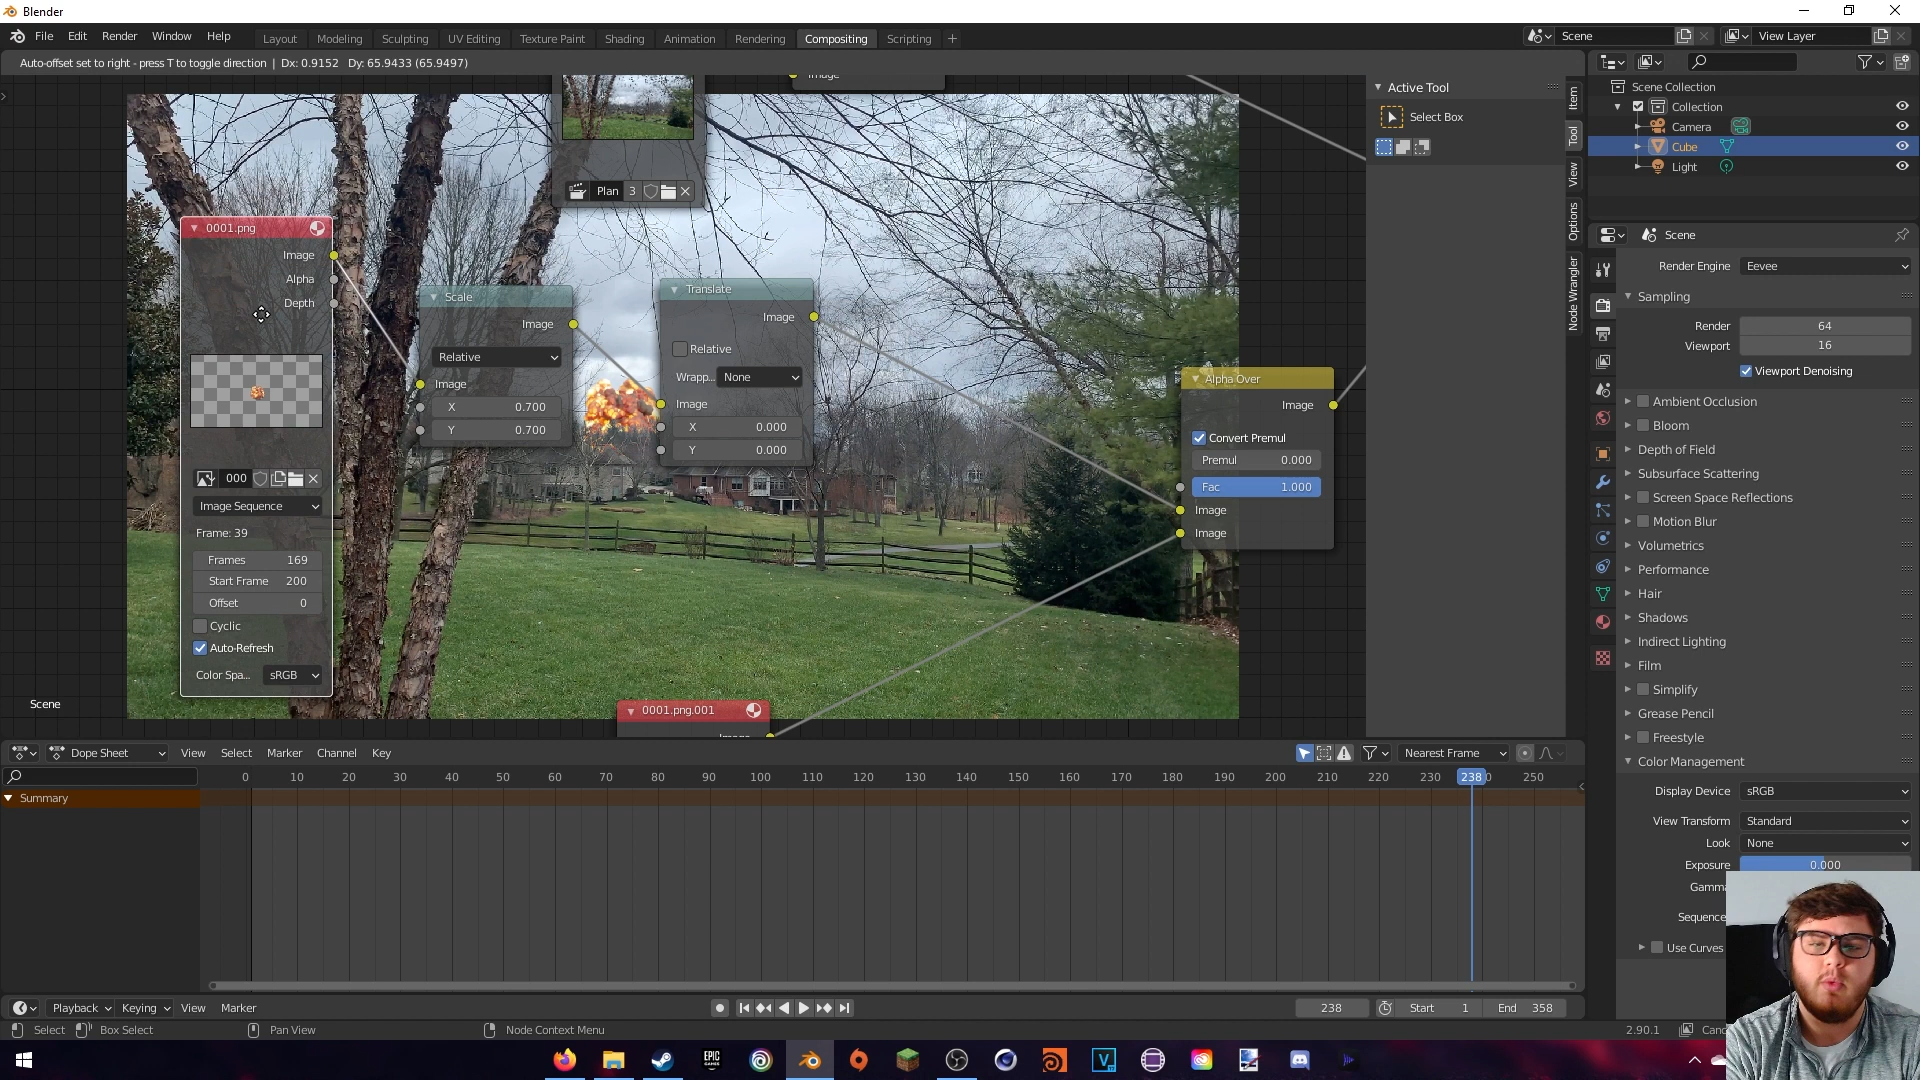 Blender
File Edit Render Window Help
Layout Modeling Sculpting UV Editing Texture Paint Shading Animation Rendering Compositing Scripting
Scene
View Layer
Auto-offset set to right - press T to toggle direction | Dx: 0.9152 Dy: 65.9433 (65.9497)
Image
Active Tool
Select Box
Item
Tool
View
Options
Node Wrangler
Scene Collection
Collection
Camera
Cube
Light
Plan 3
0001.png
Image
Alpha
Depth
000
Image Sequence
Frame: 39
Frames 169
Start Frame 200
Offset 0
Cyclic
Auto-Refresh
Color Spa... sRGB
Scale
Image
Relative
Image
X 0.700
Y 0.700
Translate
Image
Relative
Wrapp... None
Image
X 0.000
Y 0.000
Alpha Over
Image
Convert Premul
Premul 0.000
Fac 1.000
Image
Image
0001.png.001
Image
Scene
Scene
Render Engine Eevee
Sampling
Render 64
Viewport 16
Viewport Denoising
Ambient Occlusion
Bloom
Depth of Field
Subsurface Scattering
Screen Space Reflections
Motion Blur
Volumetrics
Performance
Hair
Shadows
Indirect Lighting
Film
Simplify
Grease Pencil
Freestyle
Color Management
Display Device sRGB
View Transform Standard
Look None
Exposure 0.000
Gamm
Sequence
Use Curves
Dope Sheet View Select Marker Channel Key
Nearest Frame
0 10 20 30 40 50 60 70 80 90 100 110 120 130 140 150 160 170 180 190 200 210 220 230 238 0 250
Summary
Playback Keying View Marker
238
Start 1
End 358
Select Box Select Pan View Node Context Menu
2.90.1
Canc
EPIC GAMES
V